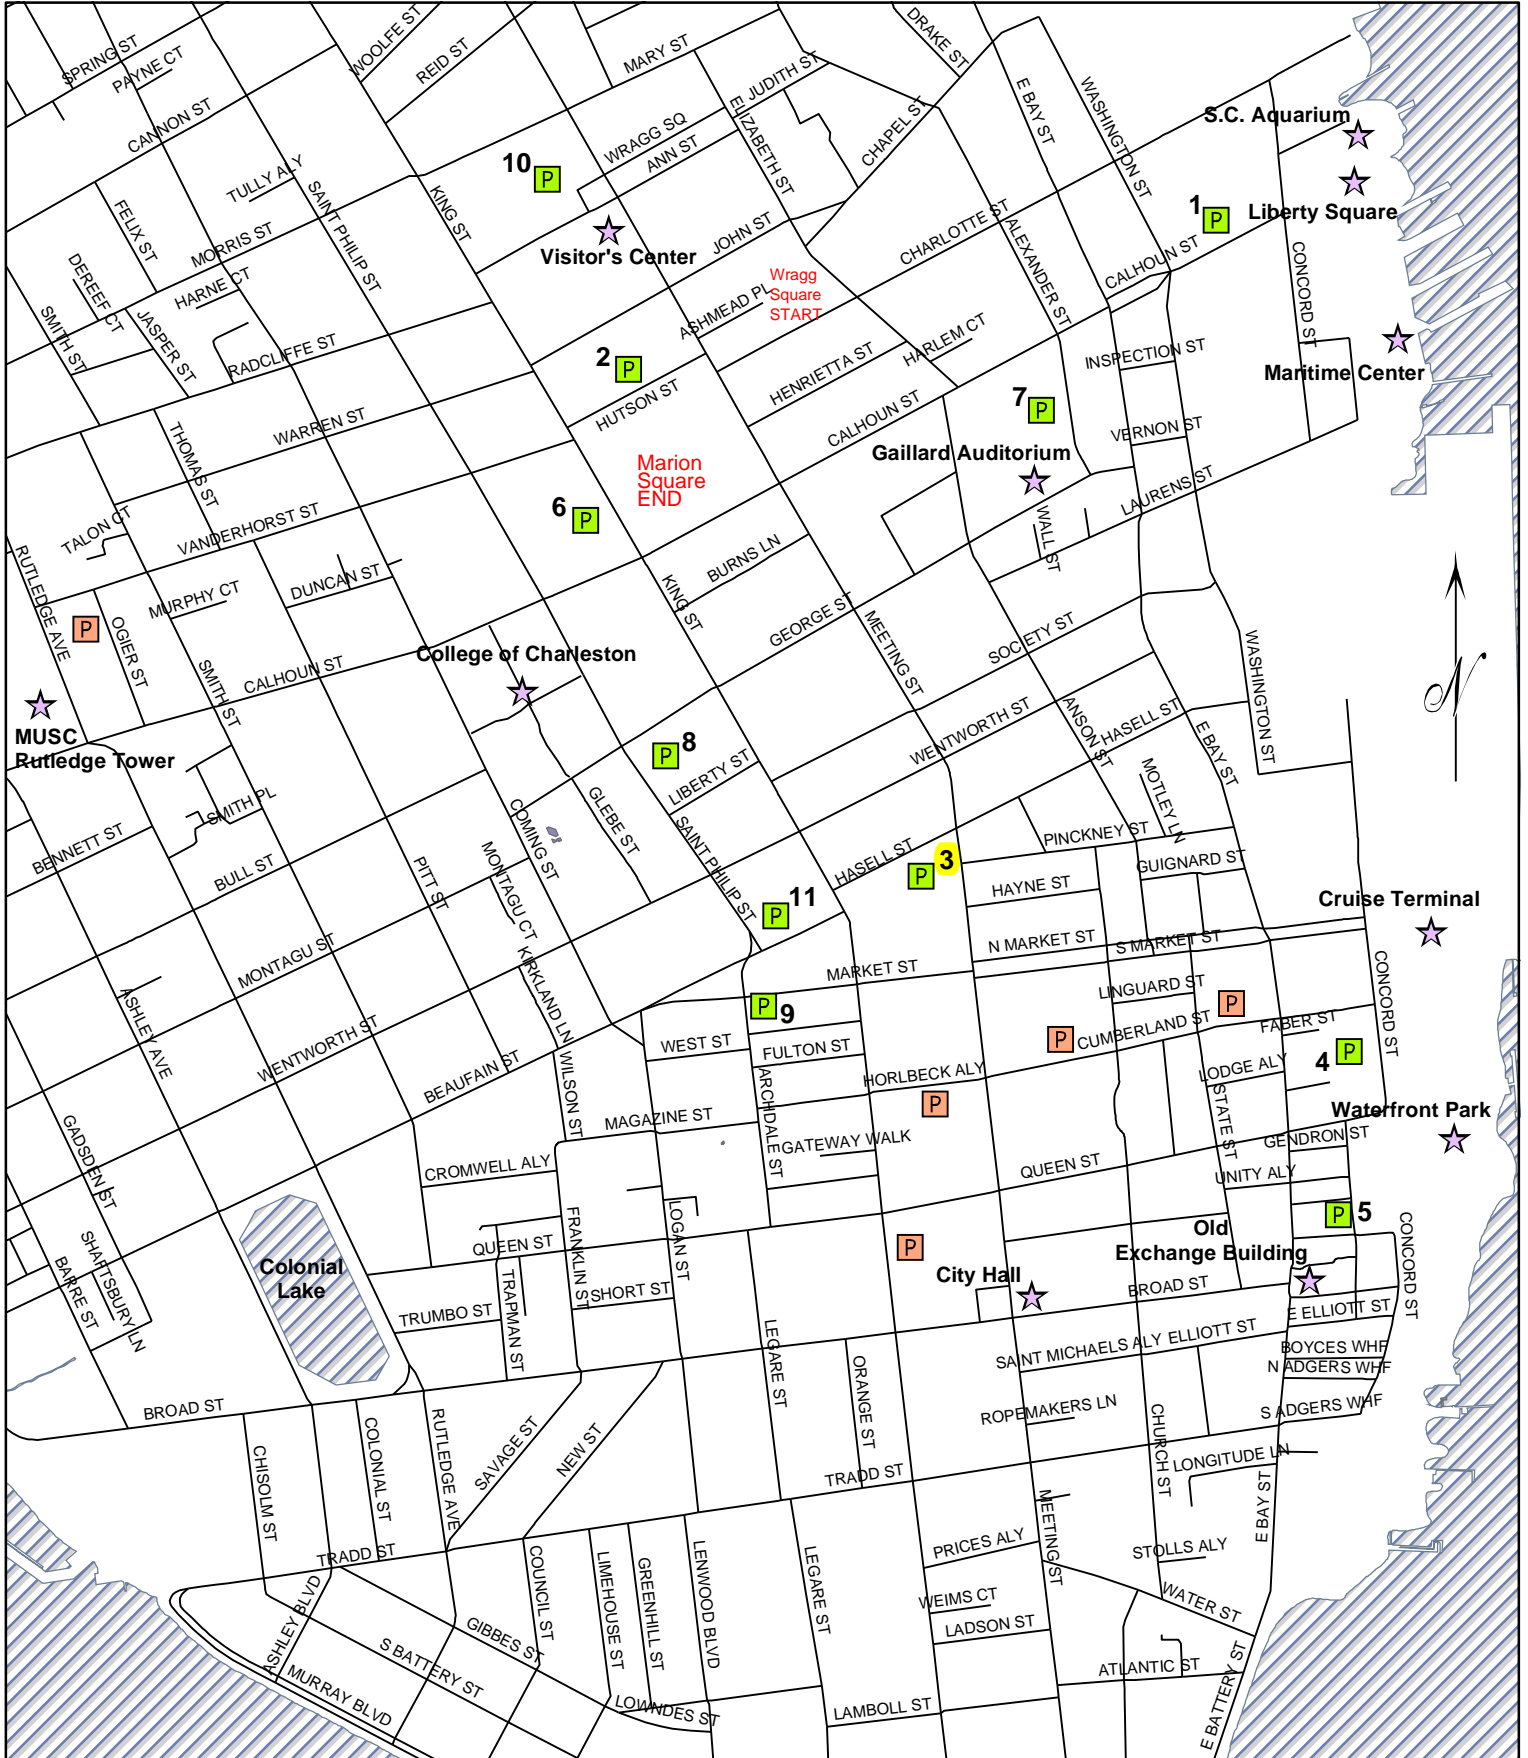 SPRING ST
PAYNE CT
WOOLFE ST
REID ST
MARY ST
DRAKE ST
CANNON ST
JUDITH ST
ELIZABETH ST
E BAY ST
WASHINGTON ST
S.C. Aquarium
WRAGG SQ
ANN ST
CHAPEL ST
10 P
TULLY ALY
SAINT PHILIP ST
KING ST
FELIX ST
MORRIS ST
Visitor's Center
JOHN ST
CHARLOTTE ST
ALEXANDER ST
1 P
Liberty Square
CALHOUN ST
CONCORD ST
DEREEF CT
HARNE CT
ASHMEAD PL
Wragg
Square
START
SMITH ST
JASPER ST
RADCLIFFE ST
2 P
HUTSON ST
HENRIETTA ST
HARLEM CT
INSPECTION ST
Maritime Center
7 P
CALHOUN ST
VERNON ST
THOMAS ST
WARREN ST
Gaillard Auditorium
Marion
Square
END
LAURENS ST
6 P
TALON CT
VANDERHORST ST
WALL ST
BURNS LN
RUTLEDGE AVE
DUNCAN ST
MURPHY CT
KING ST
GEORGE ST
MEETING ST
SOCIETY ST
P
OGIER ST
College of Charleston
CALHOUN ST
SMITH ST
WASHINGTON ST
N
MUSC
Rutledge Tower
P 8
LIBERTY ST
WENTWORTH ST
ANSON ST
HASELL ST
E BAY ST
MOTLEY LN
SMITH PL
BENNETT ST
BULL ST
COMING ST
GLEBE ST
SAINT PHILIP ST
HASELL ST
P 3
PINCKNEY ST
GUIGNARD ST
PITT ST
MONTAGU CT
HAYNE ST
Cruise Terminal
P 11
N MARKET ST
S MARKET ST
MONTAGU ST
KIRKLAND LN
MARKET ST
CONCORD ST
ASHLEY AVE
P 9
LINGUARD ST
P
WENTWORTH ST
WEST ST
FULTON ST
P
CUMBERLAND ST
FABER ST
4 P
BEAUFAIN ST
WILSON ST
ARCHDALE ST
HORLBECK ALY
LODGE ALY
P
STATE ST
Waterfront Park
GADSDEN ST
MAGAZINE ST
GATEWAY WALK
GENDRON ST
CROMWELL ALY
QUEEN ST
UNITY ALY
SHAFTSBURY LN
BARRE ST
FRANKLIN ST
LOGAN ST
P 5
CONCORD ST
Old
Exchange Building
QUEEN ST
P
City Hall
Colonial
Lake
TRAPMAN ST
SHORT ST
BROAD ST
E ELLIOTT ST
TRUMBO ST
LEGARE ST
SAINT MICHAELS ALY
ELLIOTT ST
BOYCES WHF
N ADGERS WHF
ORANGE ST
ROPEMAKERS LN
CHURCH ST
S ADGERS WHF
BROAD ST
CHISOLM ST
COLONIAL ST
RUTLEDGE AVE
SAVAGE ST
NEW ST
TRADD ST
LONGITUDE LN
E BAY ST
MEETING ST
TRADD ST
PRICES ALY
STOLLS ALY
COUNCIL ST
LIMEHOUSE ST
GREENHILL ST
LENWOOD BLVD
LEGARE ST
WEIMS CT
LADSON ST
WATER ST
ASHLEY BLVD
GIBBES ST
S BATTERY ST
ATLANTIC ST
E BATTERY ST
MURRAY BLVD
LOWNDES ST
LAMBOLL ST